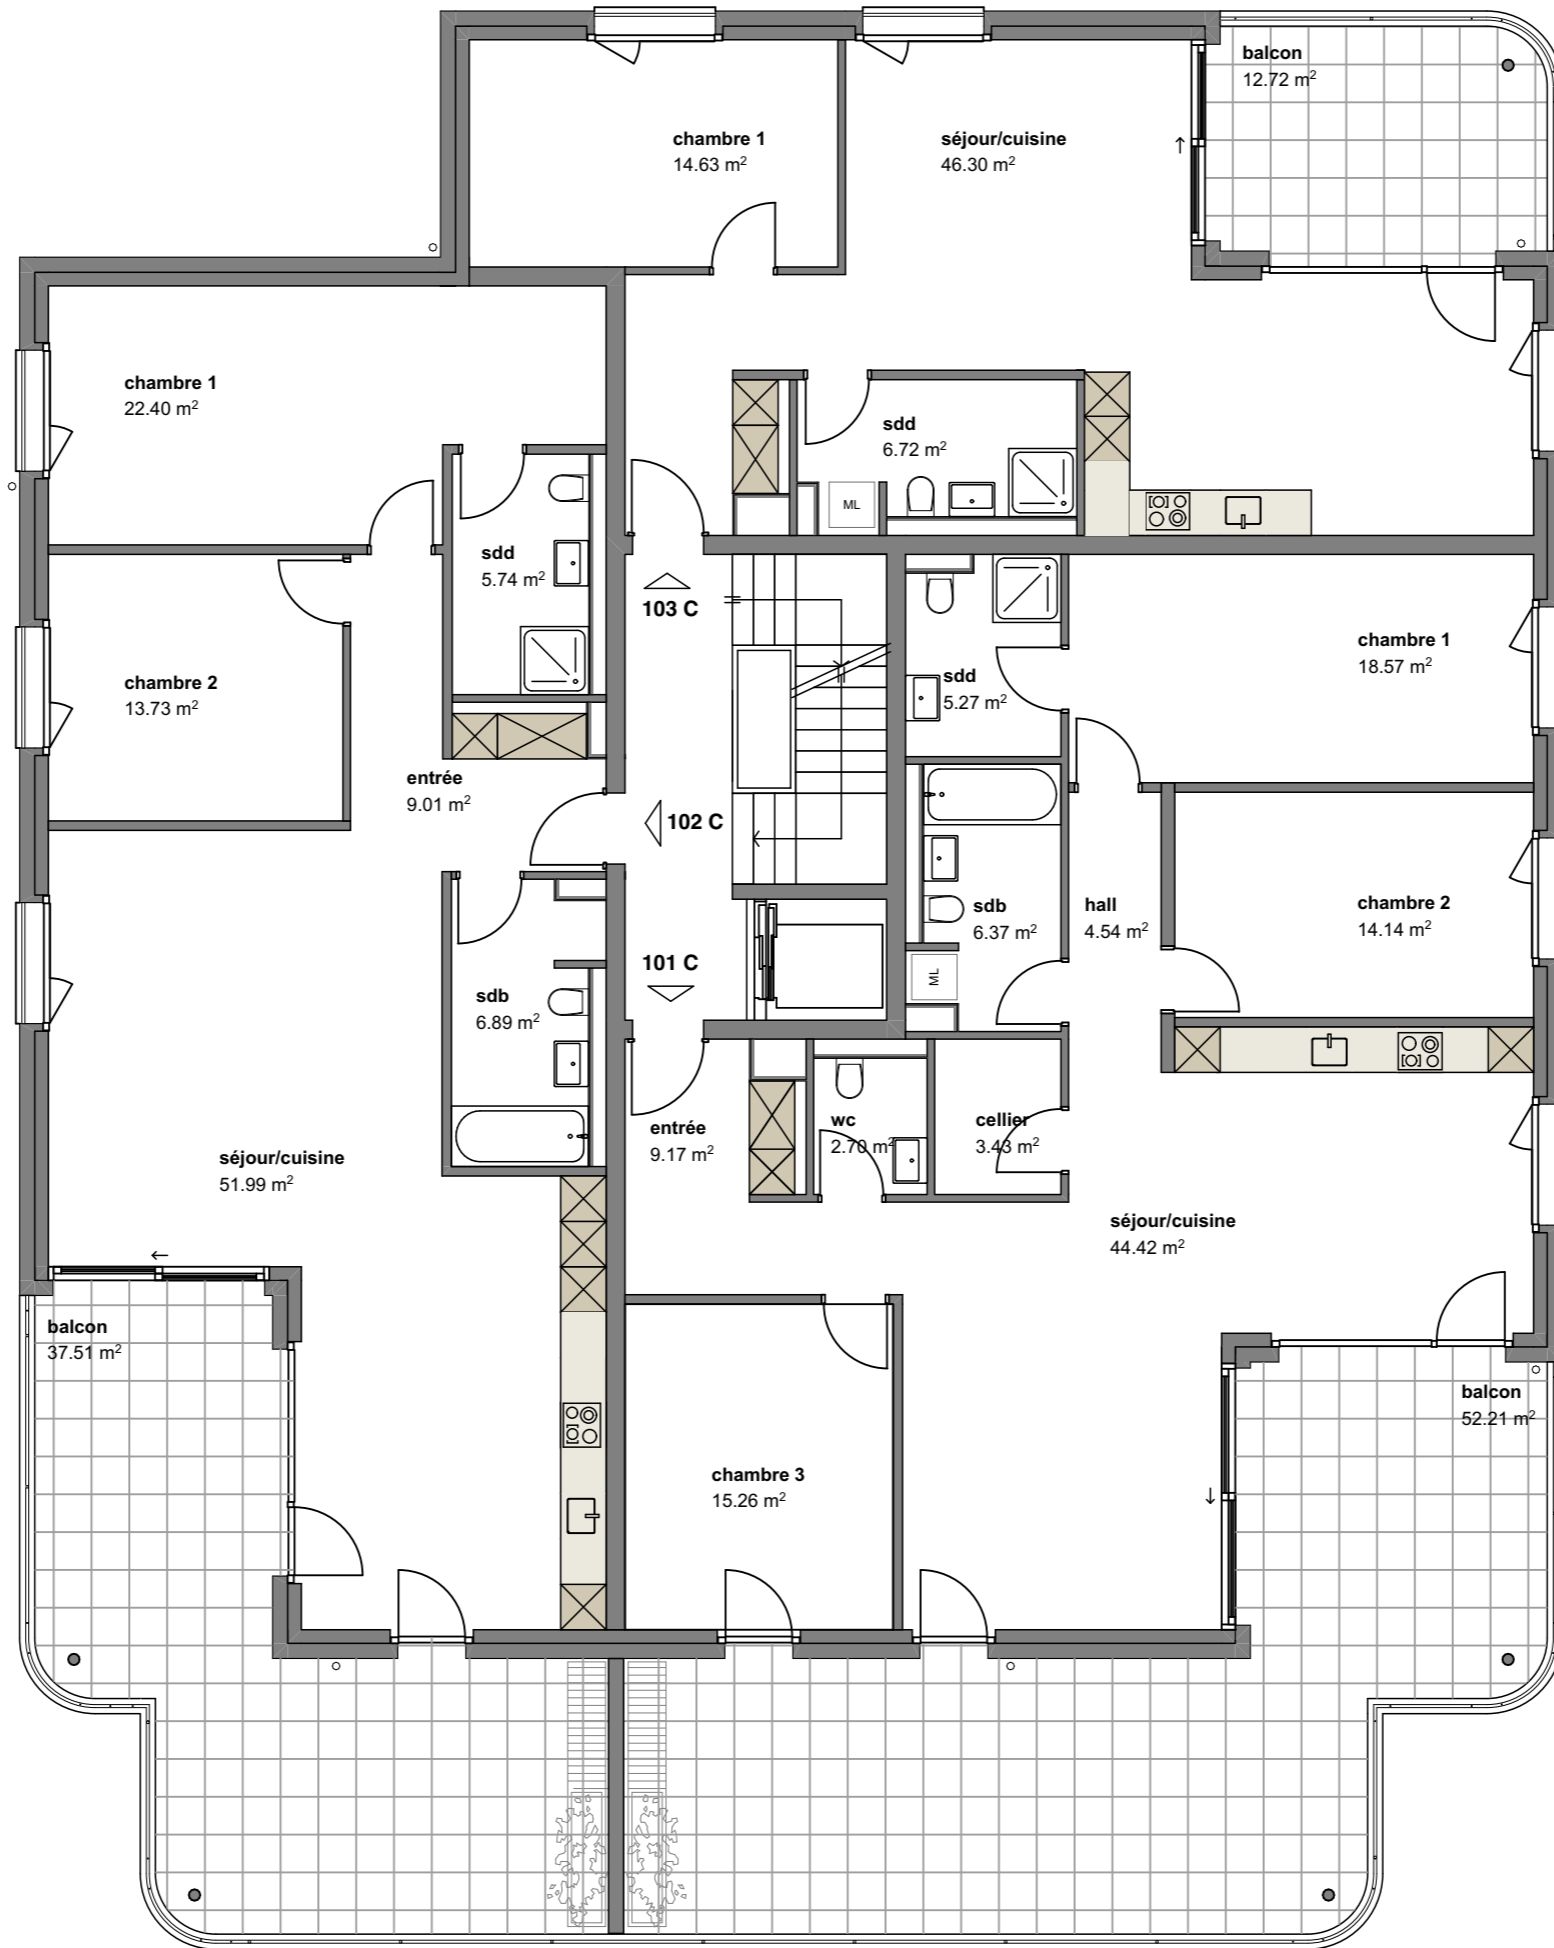 balcon
12.72 m²
chambre 1
14.63 m²
séjour/cuisine
46.30 m²
chambre 1
22.40 m²
sdd
6.72 m²
ML
sdd
5.74 m²
103 C
chambre 1
18.57 m²
chambre 2
13.73 m²
sdd
5.27 m²
entrée
9.01 m²
102 C
sdb
6.37 m²
hall
4.54 m²
chambre 2
14.14 m²
ML
101 C
sdb
6.89 m²
entrée
9.17 m²
wc
2.70 m²
cellier
3.43 m²
séjour/cuisine
51.99 m²
séjour/cuisine
44.42 m²
balcon
37.51 m²
balcon
52.21 m²
chambre 3
15.26 m²